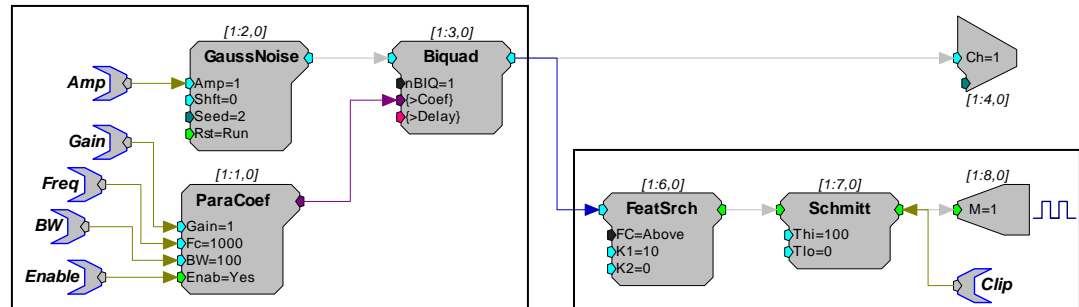 [1:2,0]
GaussNoise
Amp=1
Shft=0
Seed=2
Rst=Run
[1:3,0]
Biquad
nBIQ=1
{>Coef}
{>Delay}
Ch=1
[1:4,0]
Amp
Gain
Freq
BW
Enable
[1:1,0]
ParaCoef
Gain=1
Fc=1000
BW=100
Enab=Yes
[1:6,0]
FeatSrch
FC=Above
K1=10
K2=0
[1:7,0]
Schmitt
Thi=100
Tlo=0
[1:8,0]
M=1
Clip